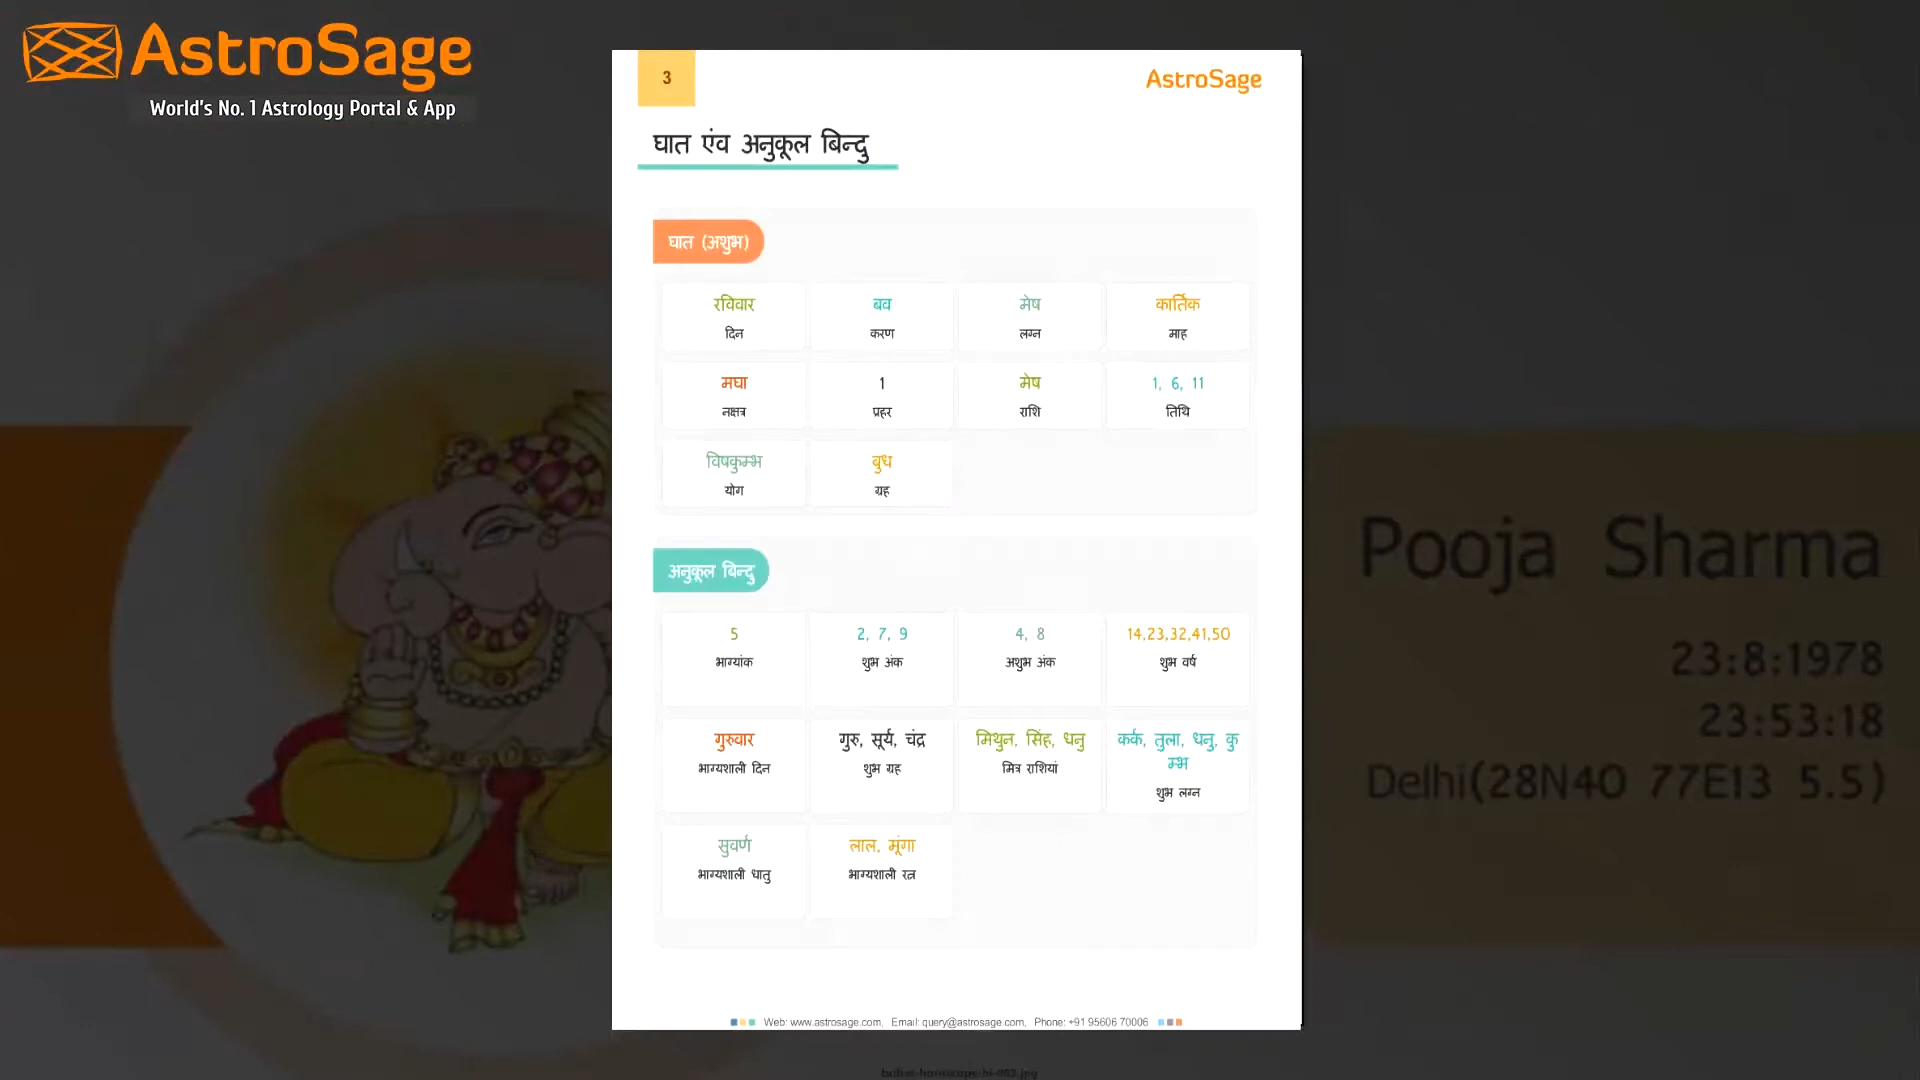 AstroSage
World's No. 1 Astrology Portal & App
3
AstroSage
घात एंव अनुकूल बिन्दु
घात (अशुभ)
रविवार बव मेष कार्तिक
दिन करण लग्न माह
मघा 1 मेष 1, 6, 11
नक्षत्र प्रहर राशि तिथि
विषकुम्भ बुध
योग ग्रह
अनुकूल बिन्दु
5 2, 7, 9 4, 8 14,23,32,41,50
भाग्यांक शुभ अंक अशुभ अंक शुभ वर्ष
गुरुवार गुरु, सूर्य, चंद्र मिथुन, सिंह, धनु कर्क, तुला, धनु, कु
म्भ
भाग्यशाली दिन शुभ ग्रह मित्र राशियां शुभ लग्न
सुवर्ण लाल, मूंगा
भाग्यशाली धातु भाग्यशाली रत्न
Web: www.astrosage.com, Email: query@astrosage.com, Phone: +91 95606 70006
Pooja Sharma
23:8:1978
23:53:18
Delhi(28N40 77E13 5.5)